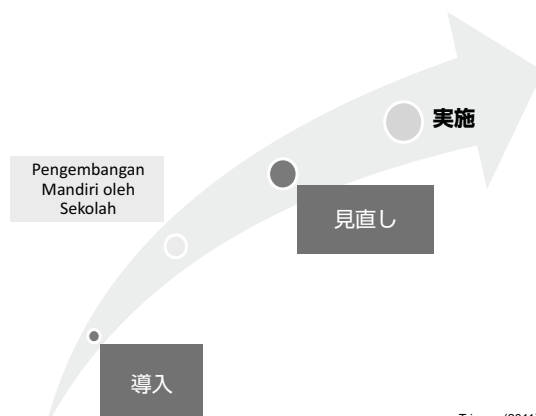 実施
Pengembangan
Mandiri oleh
Sekolah
見直し
導入